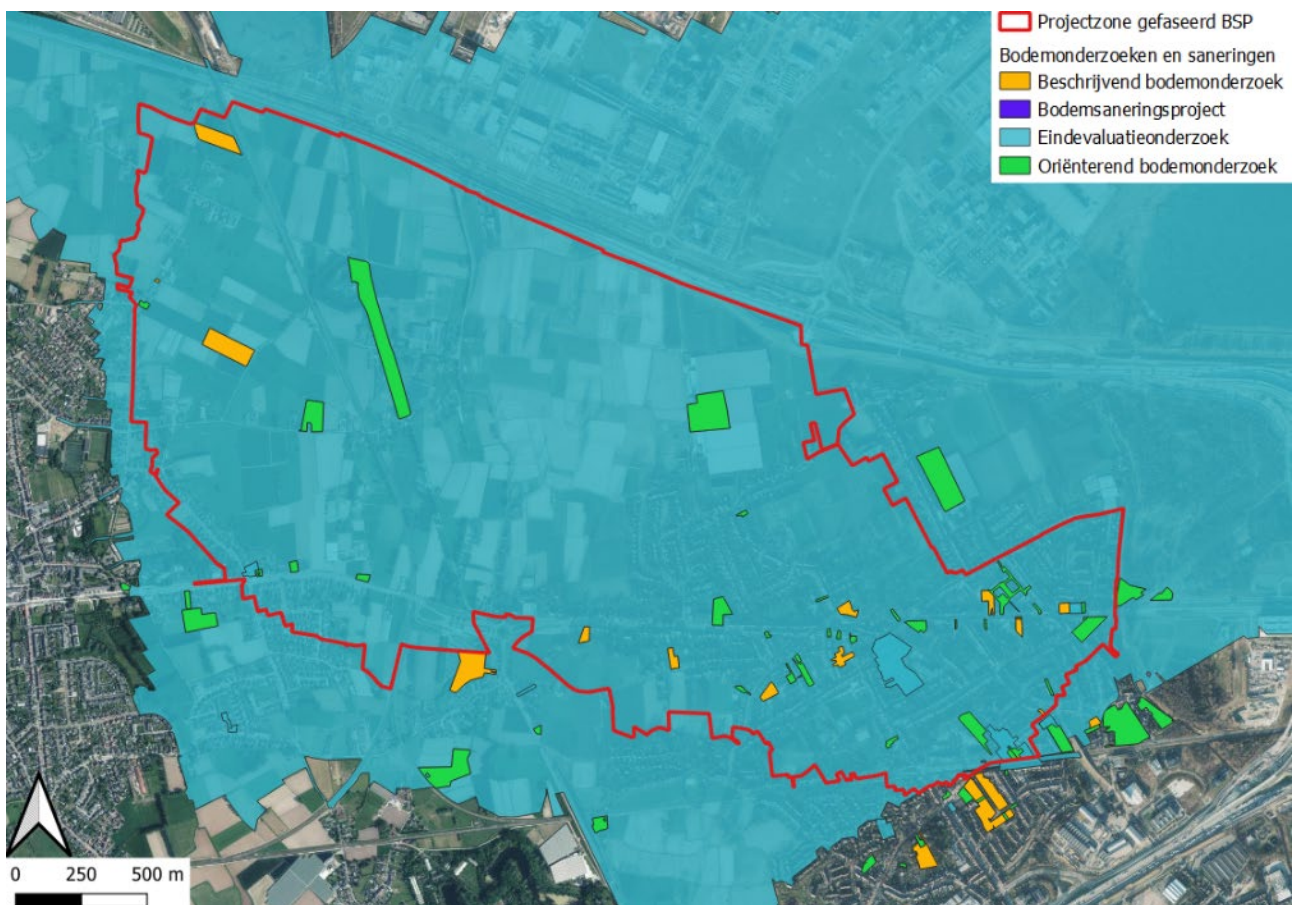 Projectzone gefaseerd BSP
Bodemonderzoeken en saneringen
Beschrijvend bodemonderzoek
Bodemsaneringsproject
Eindevaluatieonderzoek
Oriënterend bodemonderzoek
0 250 500 m